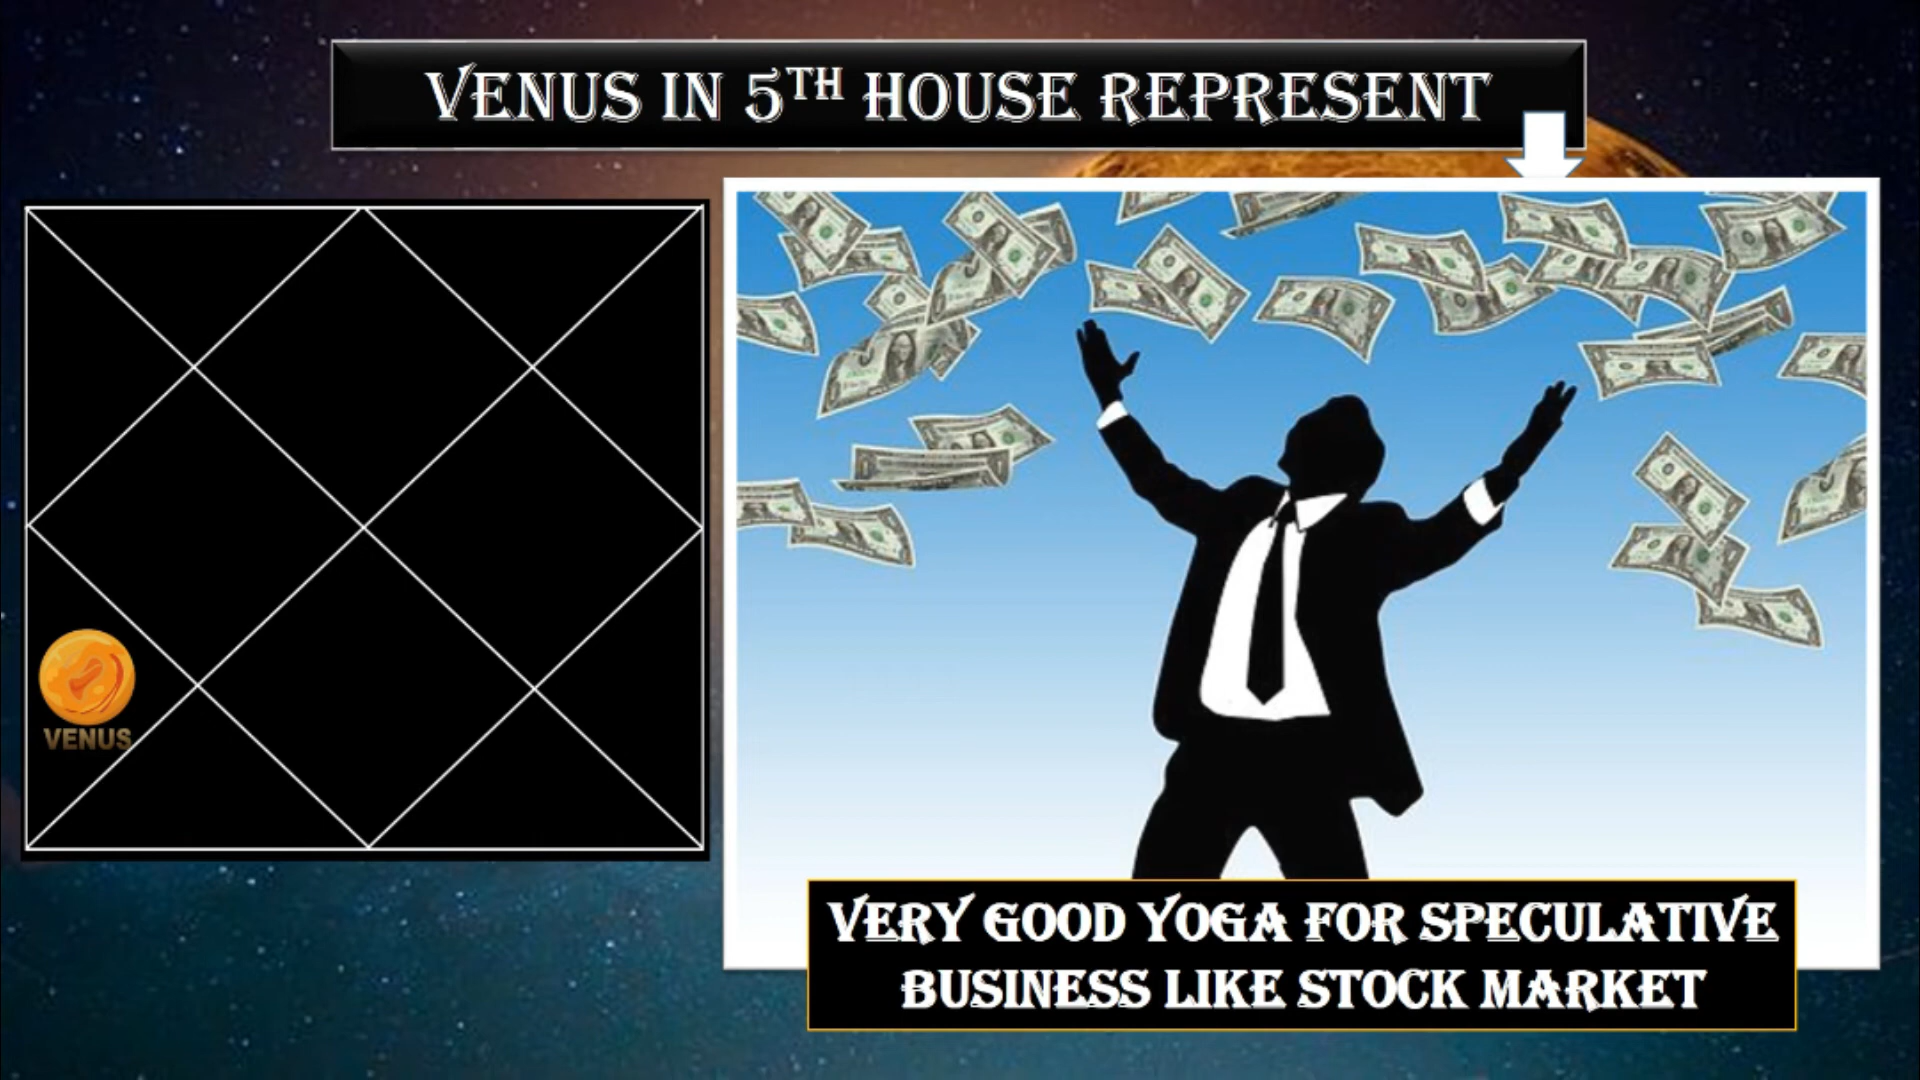 VENUS IN 5TH HOUSE REPRESENT
VENUS
VERY GOOD YOGA FOR SPECULATIVE
BUSINESS LIKE STOCK MARKET